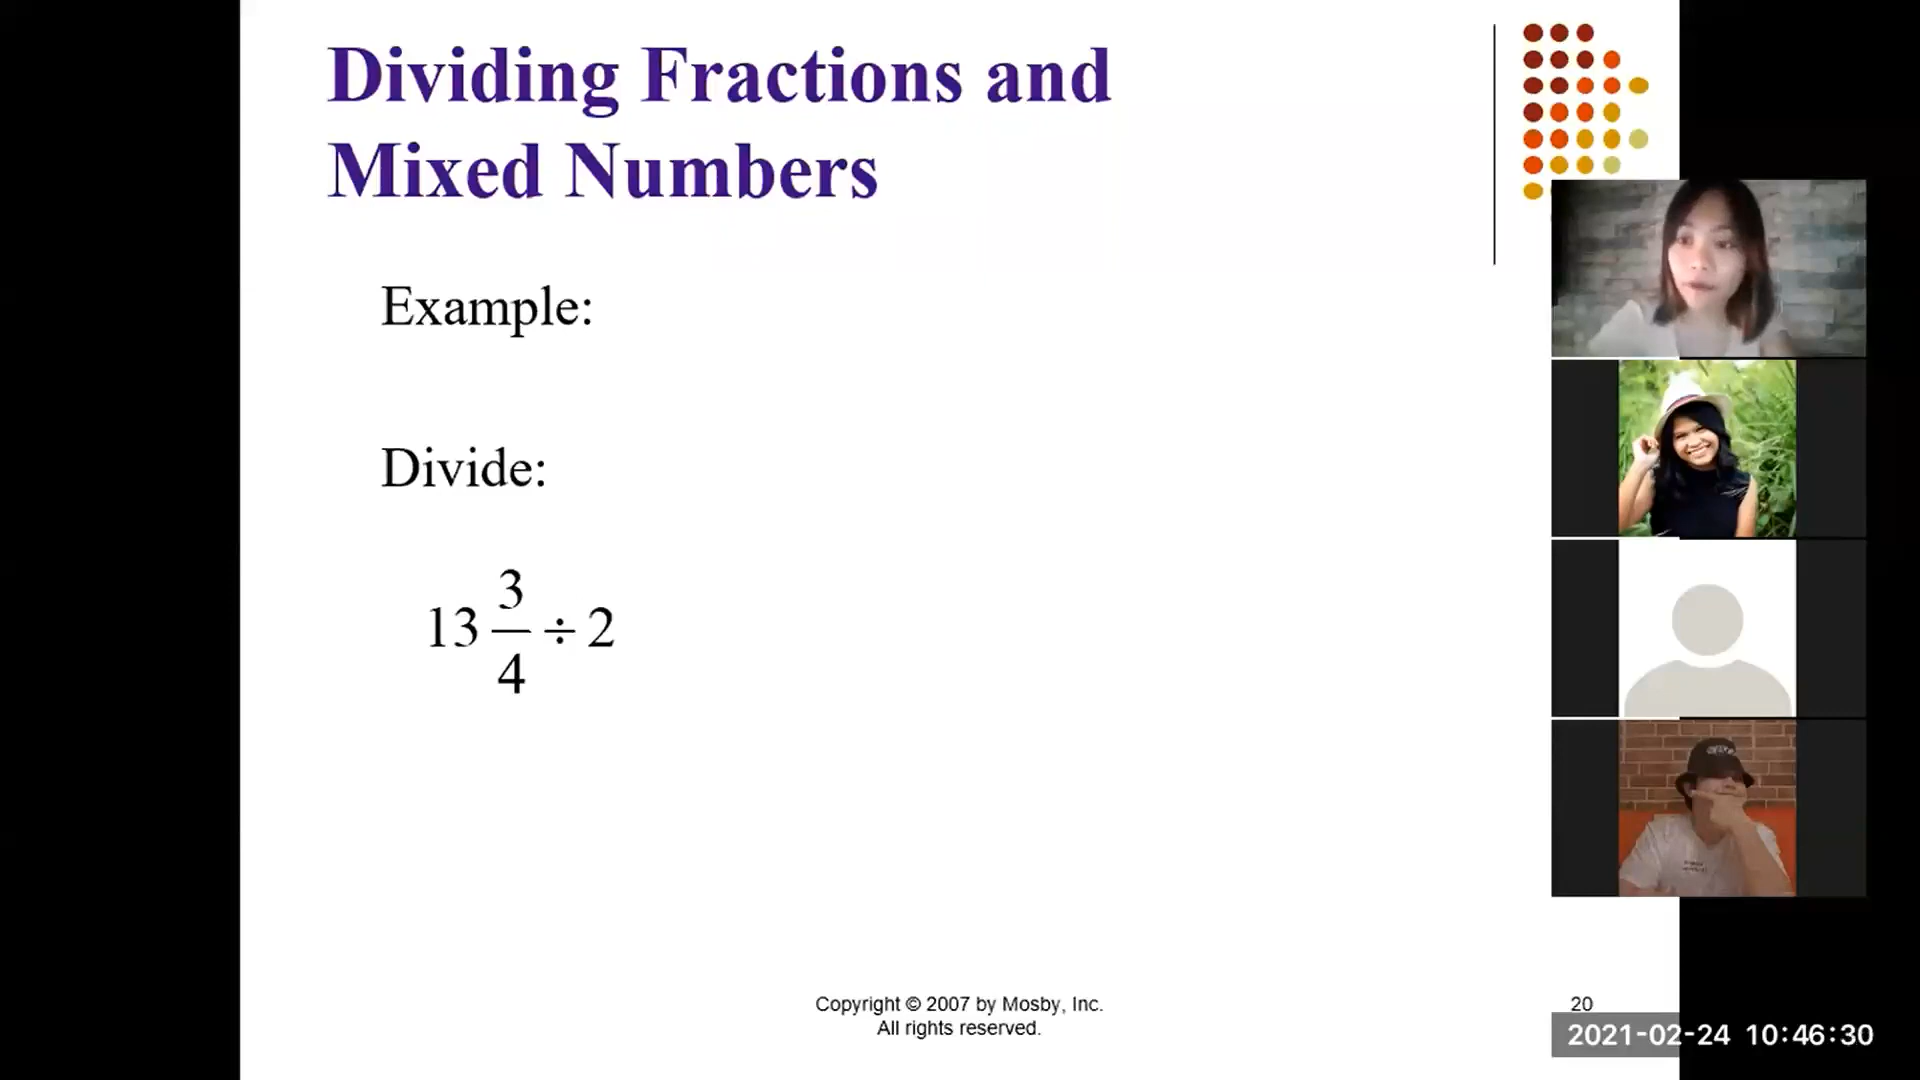 Dividing Fractions and
Mixed Numbers
Example:
Divide:
13 3/4 ÷ 2
Copyright © 2007 by Mosby, Inc.
All rights reserved.
20
2021-02-24 10:46:30